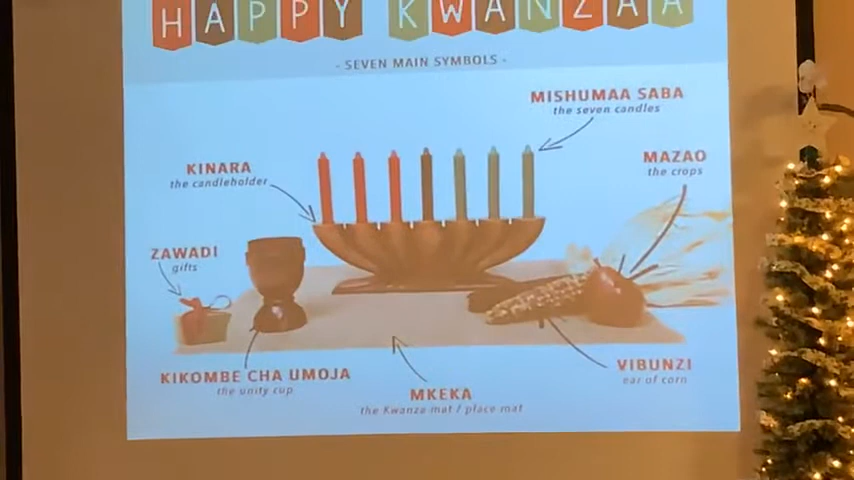 HAPPY KWANZAA
- SEVEN MAIN SYMBOLS -
MISHUMAA SABA
the seven candles
KINARA
the candleholder
MAZAO
the crops
ZAWADI
gifts
KIKOMBE CHA UMOJA
the unity cup
MKEKA
the Kwanza mat / place mat
VIBUNZI
ear of corn